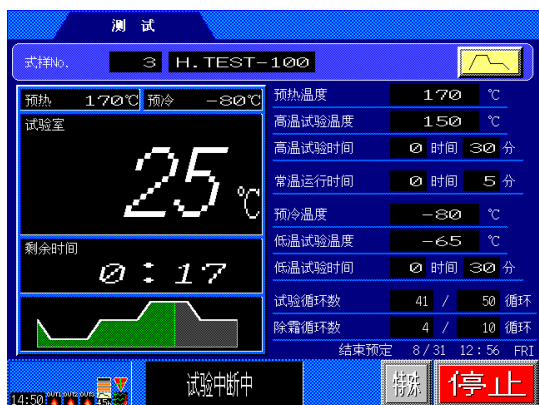 测 试
式样No. 3 H.TEST-100
预热 170℃ 预冷 -80℃
试验室
25 ℃
剩余时间
0:17
预热温度 170 ℃
高温试验温度 150 ℃
高温试验时间 0 时间 30 分
常温运行时间 0 时间 5 分
预冷温度 -80 ℃
低温试验温度 -65 ℃
低温试验时间 0 时间 30 分
试验循环数 41 / 50 循环
除霜循环数 4 / 10 循环
结束预定 8/31 12:56 FRI
14:50 OUT1 OUT2 OUT3
试验中断中
特殊
停止